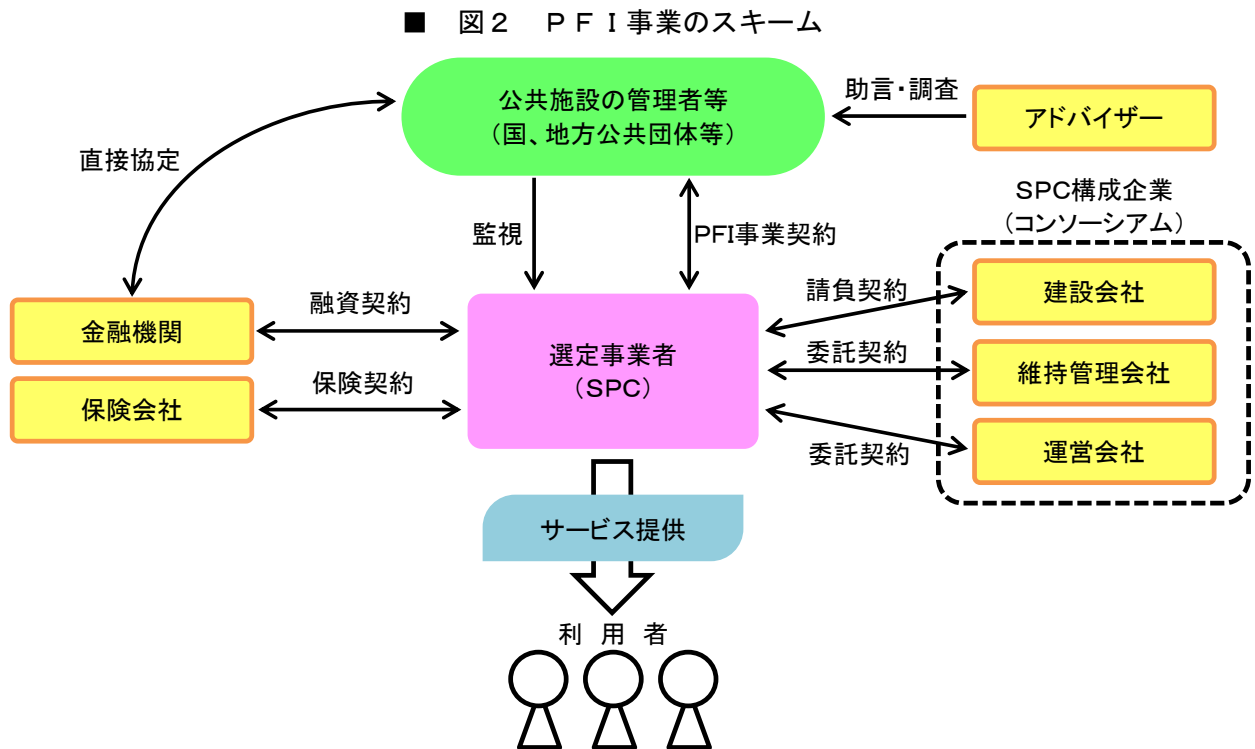 ■ 図２ ＰＦＩ事業のスキーム
公共施設の管理者等
（国、地方公共団体等）
助言・調査
アドバイザー
直接協定
監視
PFI事業契約
SPC構成企業
（コンソーシアム）
金融機関
融資契約
保険会社
保険契約
選定事業者
（SPC）
請負契約
建設会社
委託契約
維持管理会社
委託契約
運営会社
サービス提供
利 用 者